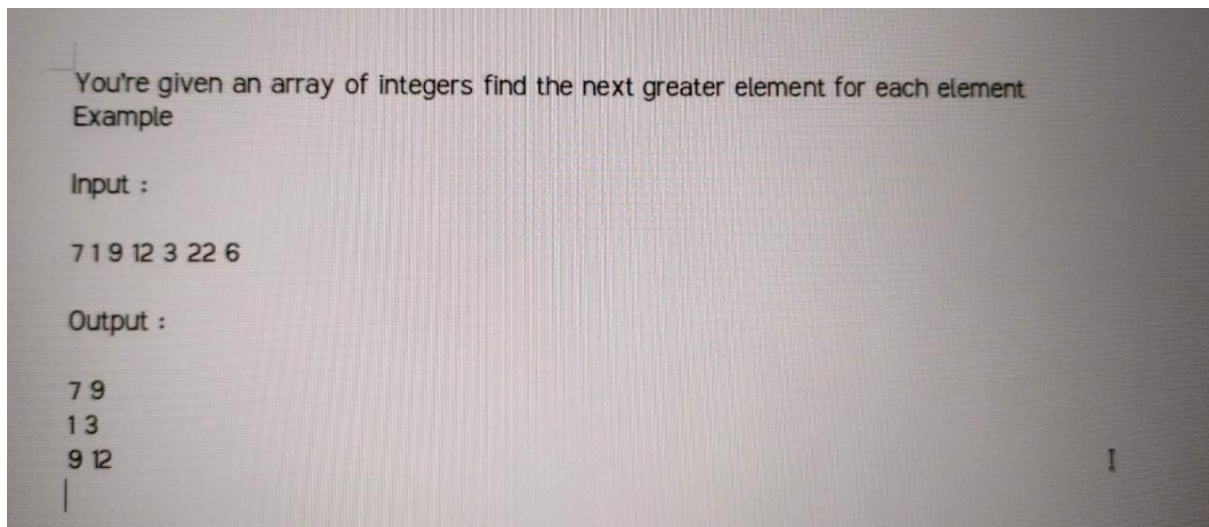 You're given an array of integers find the next greater element for each element
Example
Input :
7 1 9 12 3 22 6
Output :
7 9
1 3
9 12